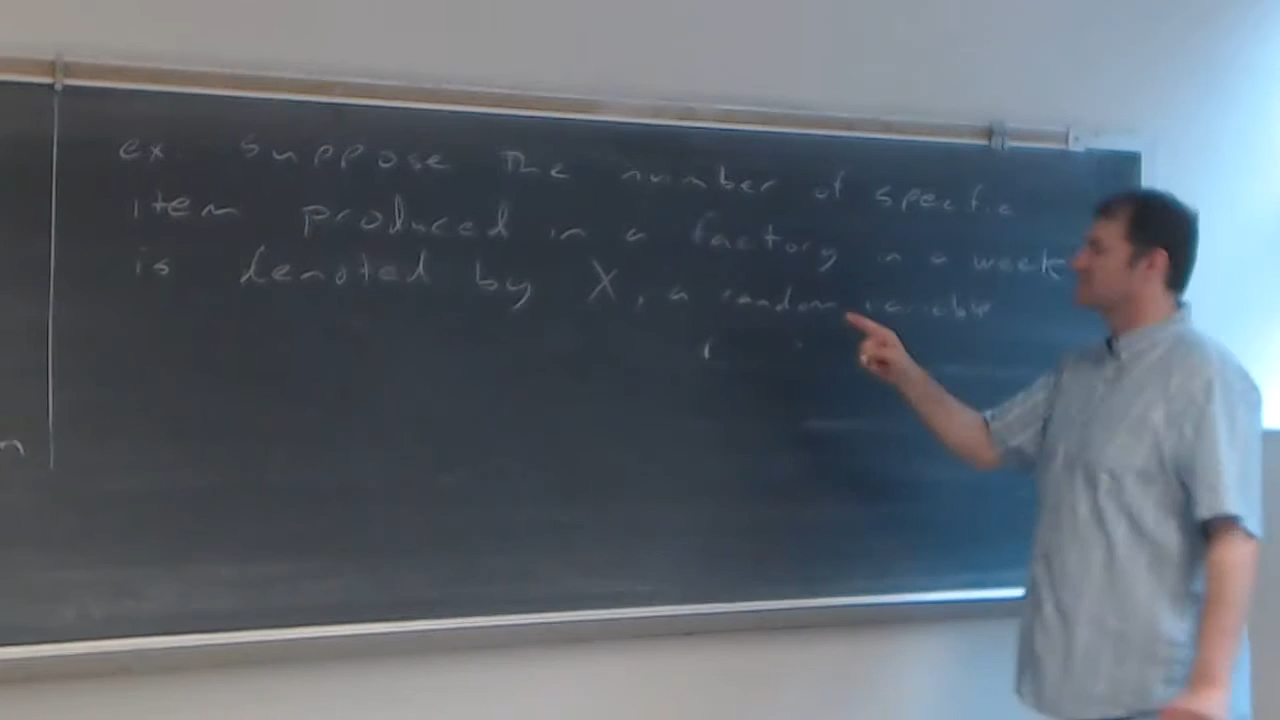 ex suppose the number of specific
item produced in a factory in a week
is denoted by X, a random variable
n